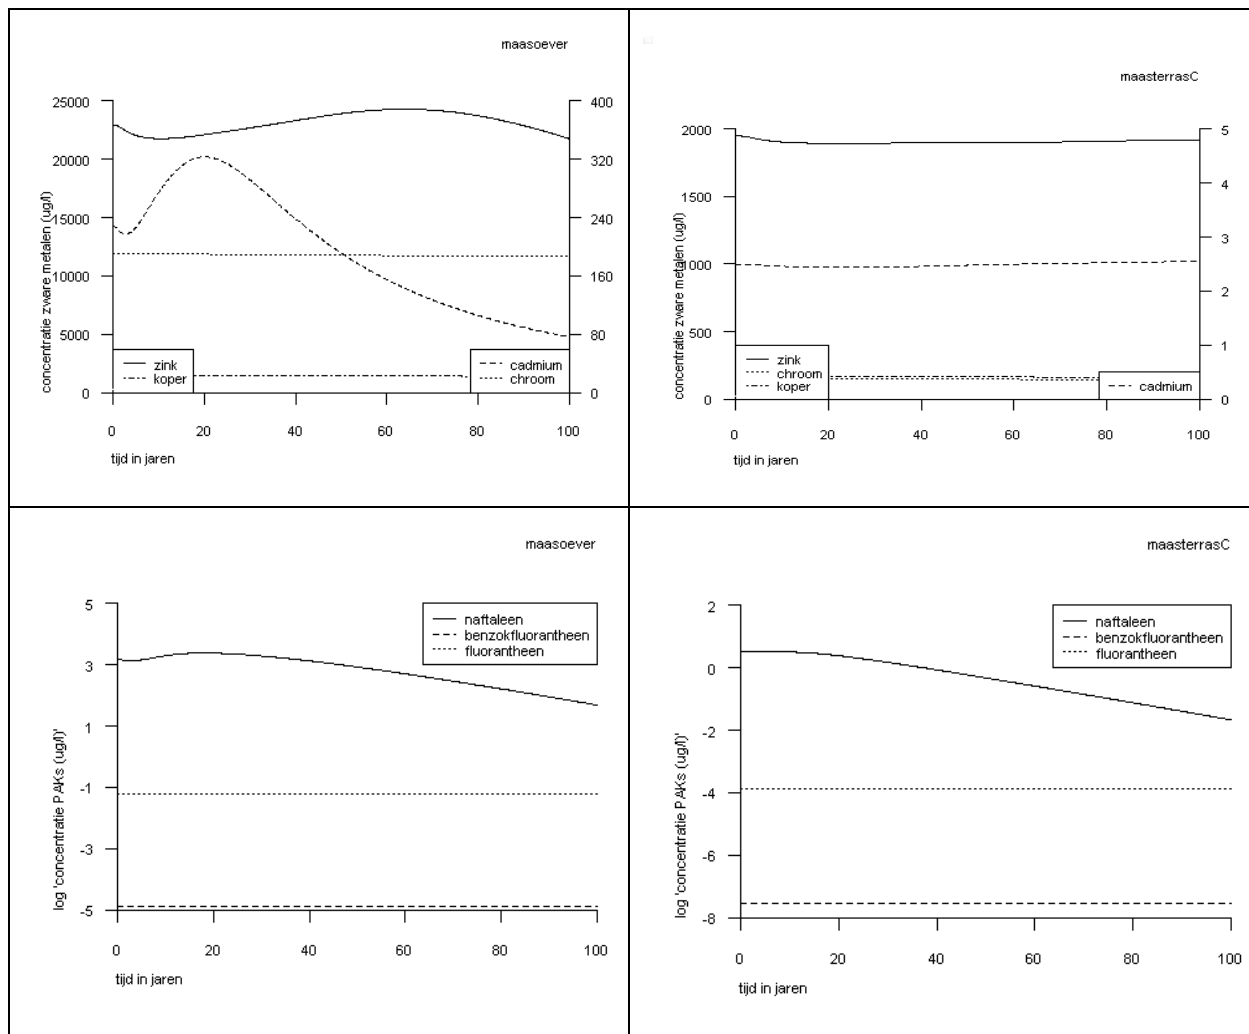 maasoever
25000
20000
15000
10000
5000
0
400
320
240
160
80
0
concentratie zware metalen (ug/l)
zink
koper
cadmium
chroom
0 20 40 60 80 100
tijd in jaren
maasterrasC
2000
1500
1000
500
0
5
4
3
2
1
0
concentratie zware metalen (ug/l)
zink
chroom
koper
cadmium
0 20 40 60 80 100
tijd in jaren
maasoever
5
3
1
-1
-3
-5
log 'concentratie PAKs (ug/l)'
naftaleen
benzokfluorantheen
fluorantheen
0 20 40 60 80 100
tijd in jaren
maasterrasC
2
0
-2
-4
-6
-8
log 'concentratie PAKs (ug/l)'
naftaleen
benzokfluorantheen
fluorantheen
0 20 40 60 80 100
tijd in jaren